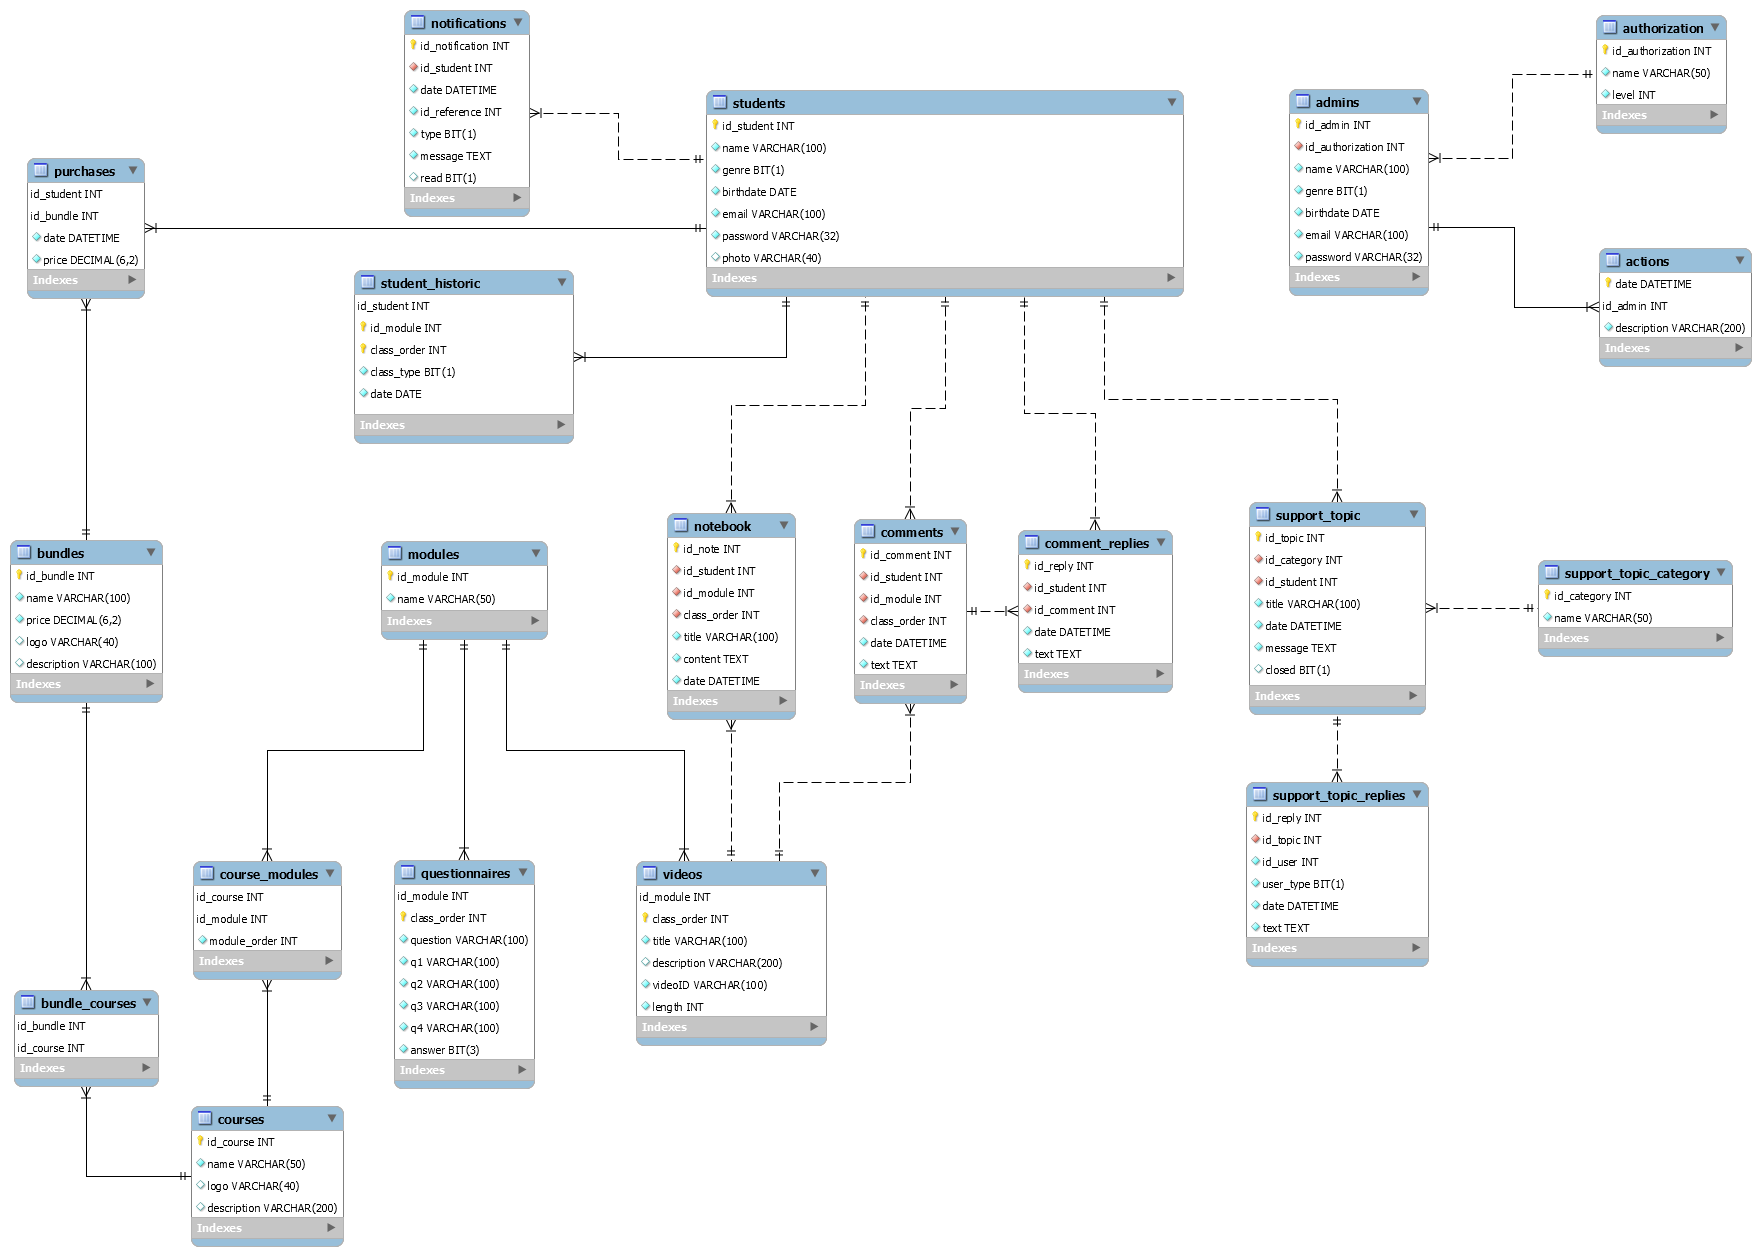 notifications
id_notification INT
id_student INT
date DATETIME
id_reference INT
type BIT(1)
message TEXT
read BIT(1)
Indexes
students
id_student INT
name VARCHAR(100)
genre BIT(1)
birthdate DATE
email VARCHAR(100)
password VARCHAR(32)
photo VARCHAR(40)
Indexes
admins
id_admin INT
id_authorization INT
name VARCHAR(100)
genre BIT(1)
birthdate DATE
email VARCHAR(100)
password VARCHAR(32)
Indexes
authorization
id_authorization INT
name VARCHAR(50)
level INT
Indexes
purchases
id_student INT
id_bundle INT
date DATETIME
price DECIMAL(6,2)
Indexes
student_historic
id_student INT
id_module INT
class_order INT
class_type BIT(1)
date DATE
Indexes
actions
date DATETIME
id_admin INT
description VARCHAR(200)
Indexes
bundles
id_bundle INT
name VARCHAR(100)
price DECIMAL(6,2)
logo VARCHAR(40)
description VARCHAR(100)
Indexes
modules
id_module INT
name VARCHAR(50)
Indexes
notebook
id_note INT
id_student INT
id_module INT
class_order INT
title VARCHAR(100)
content TEXT
date DATETIME
Indexes
comments
id_comment INT
id_student INT
id_module INT
class_order INT
date DATETIME
text TEXT
Indexes
comment_replies
id_reply INT
id_student INT
id_comment INT
date DATETIME
text TEXT
Indexes
support_topic
id_topic INT
id_category INT
id_student INT
title VARCHAR(100)
date DATETIME
message TEXT
closed BIT(1)
Indexes
support_topic_category
id_category INT
name VARCHAR(50)
Indexes
support_topic_replies
id_reply INT
id_topic INT
id_user INT
user_type BIT(1)
date DATETIME
text TEXT
Indexes
course_modules
id_course INT
id_module INT
module_order INT
Indexes
questionnaires
id_module INT
class_order INT
question VARCHAR(100)
q1 VARCHAR(100)
q2 VARCHAR(100)
q3 VARCHAR(100)
q4 VARCHAR(100)
answer BIT(3)
Indexes
videos
id_module INT
class_order INT
title VARCHAR(100)
description VARCHAR(200)
videoID VARCHAR(100)
length INT
Indexes
bundle_courses
id_bundle INT
id_course INT
Indexes
courses
id_course INT
name VARCHAR(50)
logo VARCHAR(40)
description VARCHAR(200)
Indexes